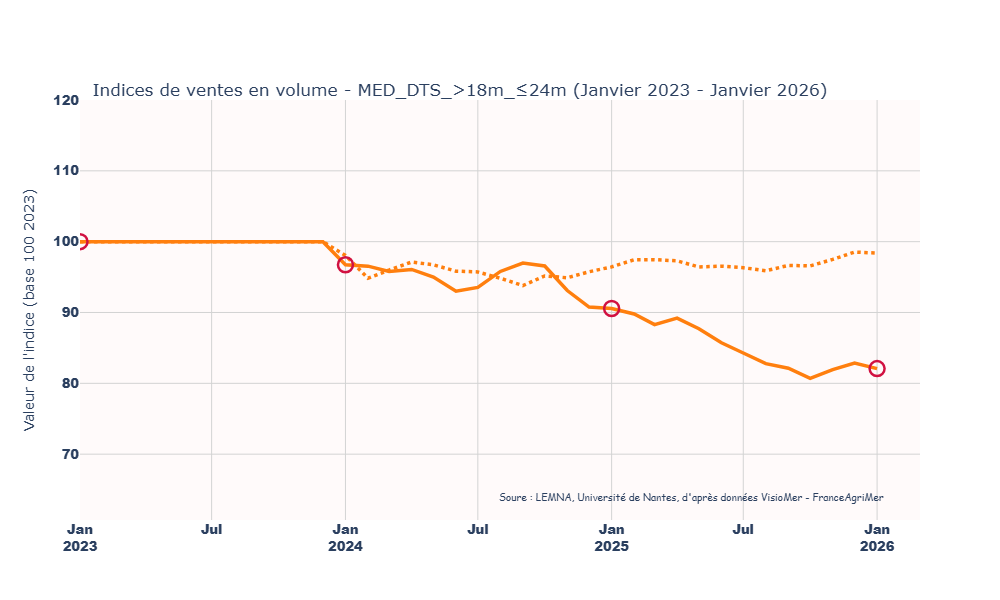 Indices de ventes en volume - MED_DTS_>18m_≤24m (Janvier 2023 - Janvier 2026)
Valeur de l'indice (base 100 2023)
120
110
100
90
80
70
Soure : LEMNA, Université de Nantes, d'après données VisioMer - FranceAgriMer
Jan
2023
Jul
Jan
2024
Jul
Jan
2025
Jul
Jan
2026